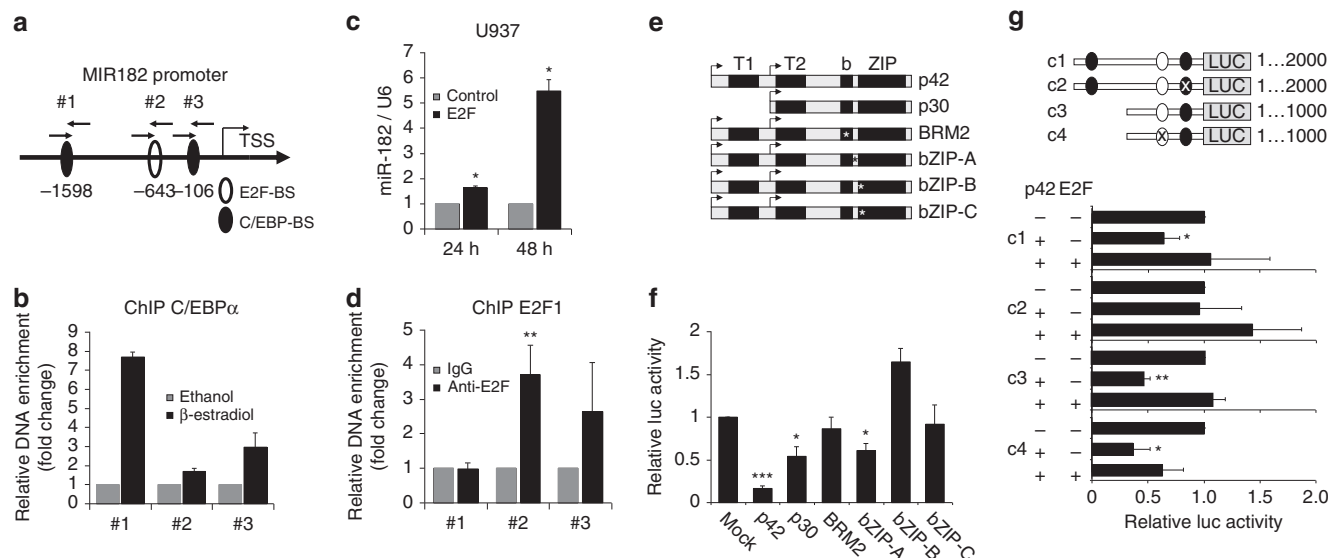 a
MIR182 promoter
#1 #2 #3
TSS
–1598 –643 –106
E2F-BS
C/EBP-BS
b
ChIP C/EBPα
Relative DNA enrichment
(fold change)
9
8
7
6
5
4
3
2
1
0
Ethanol
β-estradiol
#1 #2 #3
c
U937
miR-182 / U6
7
6
5
4
3
2
1
0
Control
E2F
*
*
24 h 48 h
d
ChIP E2F1
Relative DNA enrichment
(fold change)
6
5
4
3
2
1
0
IgG
Anti-E2F
**
#1 #2 #3
e
T1 T2 b ZIP
p42
p30
BRM2
*
bZIP-A
*
bZIP-B
*
bZIP-C
*
f
Relative luc activity
2
1.5
1
0.5
0
***
*
*
Mock p42 p30 BRM2 bZIP-A bZIP-B bZIP-C
g
c1 LUC 1...2000
c2 X LUC 1...2000
c3 LUC 1...1000
c4 X LUC 1...1000
p42 E2F
– –
c1 + – *
+ +
– –
c2 + –
+ +
– –
c3 + – **
+ +
– –
c4 + – *
+ +
0 0.5 1.0 1.5 2.0
Relative luc activity